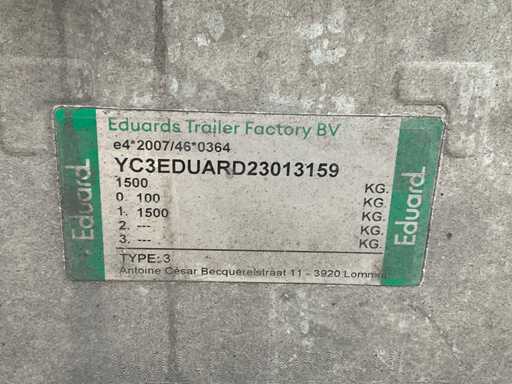 Eduards Trailer Factory BV
e4*2007/46*0364
YC3EDUARD23013159
1500 KG.
0. 100 KG.
1. 1500 KG.
2. --- KG.
3. ---
TYPE: 3
Antoine César Becquerelstraat 11 - 3920 Lommel
Eduard
Eduard